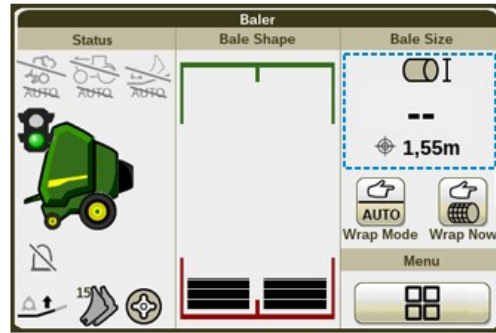 Baler
Status
Bale Shape
Bale Size
AUTO AUTO AUTO
--
1,55m
AUTO
Wrap Mode
Wrap Now
15
Menu